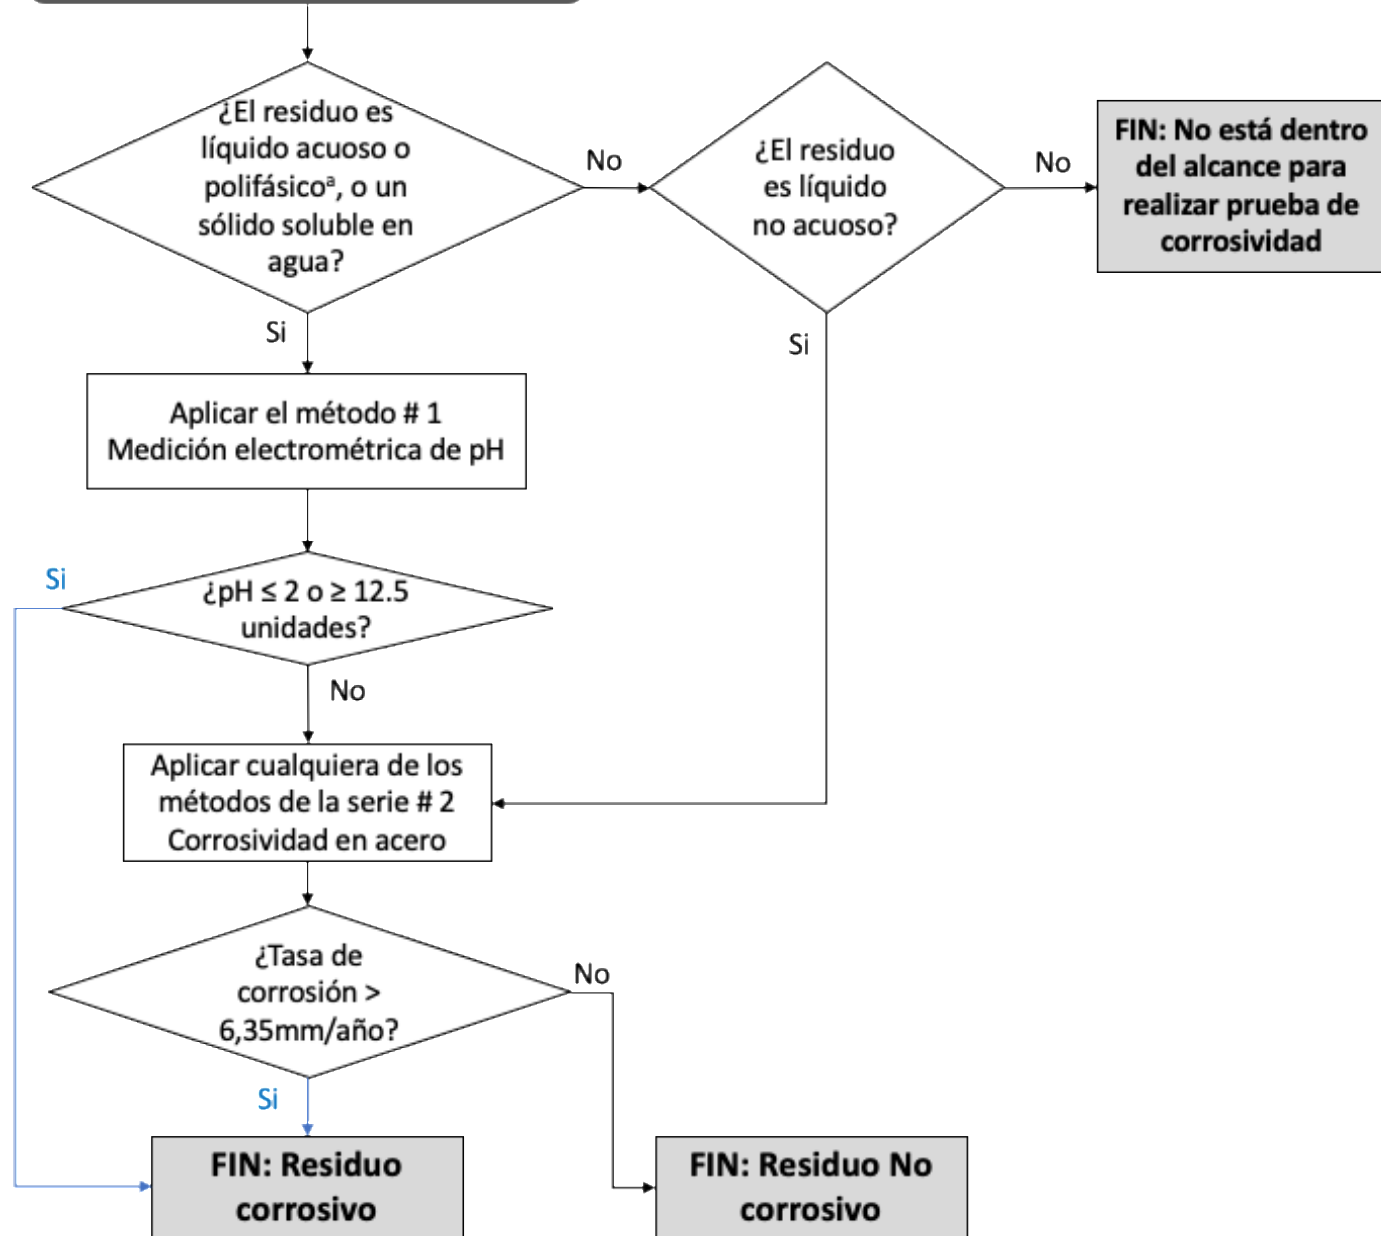 ¿El residuo es
líquido acuoso o
polifásicoª, o un
sólido soluble en
agua?
No
¿El residuo
es líquido
no acuoso?
No
FIN: No está dentro
del alcance para
realizar prueba de
corrosividad
Si
Si
Aplicar el método # 1
Medición electrométrica de pH
Si
¿pH ≤ 2 o ≥ 12.5
unidades?
No
Aplicar cualquiera de los
métodos de la serie # 2
Corrosividad en acero
¿Tasa de
corrosión >
6,35mm/año?
No
Si
FIN: Residuo
corrosivo
FIN: Residuo No
corrosivo